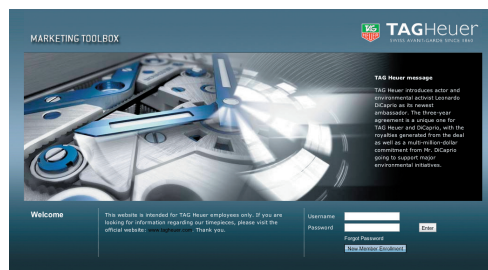 MARKETING TOOLBOX
TAG HEUER
TAGHeuer
SWISS AVANT-GARDE SINCE 1860
TAG Heuer message
TAG Heuer introduces actor and
environmental activist Leonardo
DiCaprio as its newest
ambassador. The three-year
agreement is a unique one for
TAG Heuer and DiCaprio, with the
royalties generated from the deal
as well as a multi-million-dollar
commitment from Mr. DiCaprio
going to support major
environmental initiatives.
Welcome
This website is intended for TAG Heuer employees only. If you are
looking for information regarding our timepieces, please visit the
official website: www.tagheuer.com. Thank you.
Username
Password
Enter
Forgot Password
New Member Enrollment